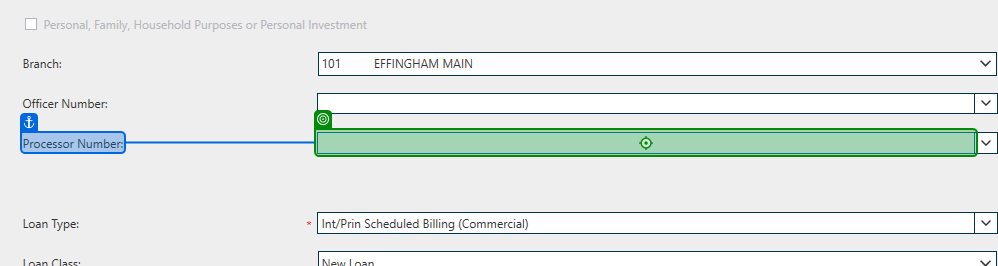 Personal, Family, Household Purposes or Personal Investment
Branch: 101 EFFINGHAM MAIN
Officer Number:
Processor Number:
Loan Type: * Int/Prin Scheduled Billing (Commercial)
Loan Class: New Loan